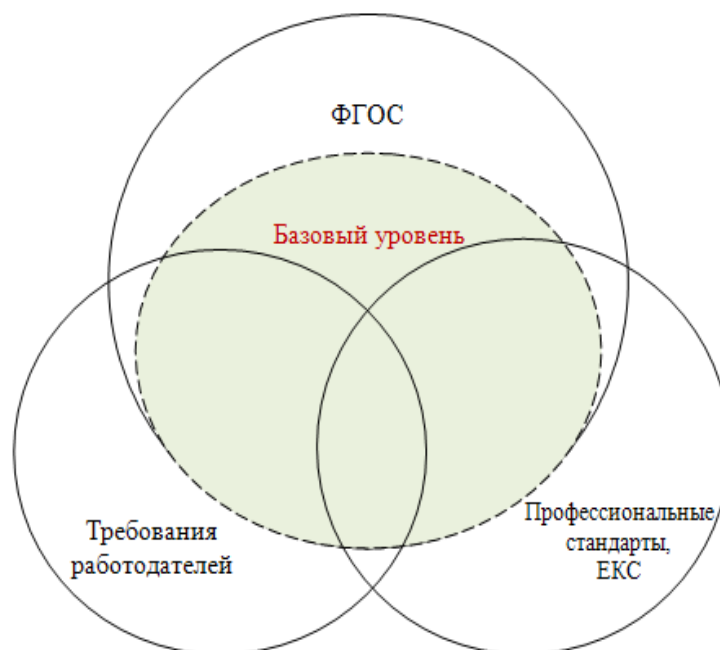 ФГОС
Базовый уровень
Требования
работодателей
Профессиональные
стандарты,
ЕКС